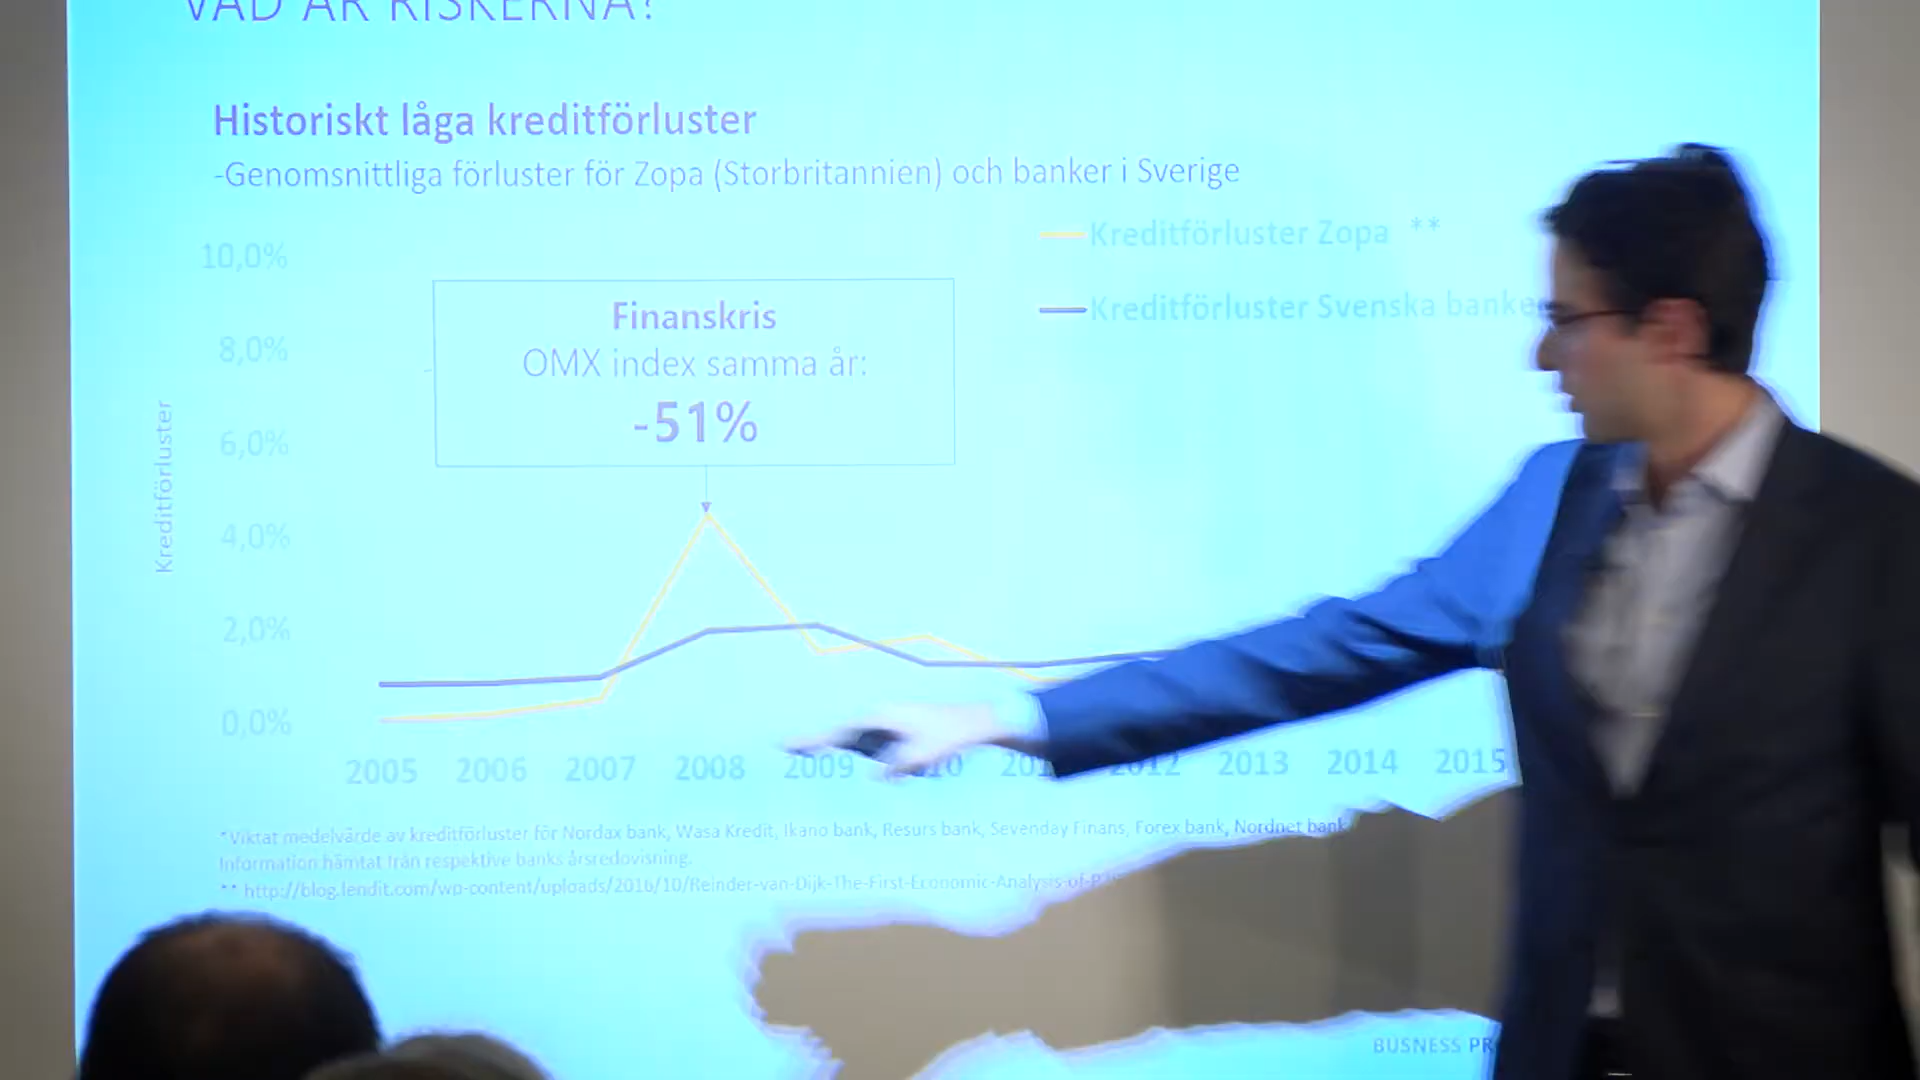 VAD ÄR RISKERNA?
Historiskt låga kreditförluster
-Genomsnittliga förluster för Zopa (Storbritannien) och banker i Sverige
Kreditförluster Zopa **
Kreditförluster Svenska banke
10,0%
8,0%
6,0%
4,0%
2,0%
0,0%
Kreditförluster
Finanskris
OMX index samma år:
-51%
2005 2006 2007 2008 2009 2012 2013 2014 2015
*Viktat medelvärde av kreditförluster för Nordax bank, Wasa Kredit, Ikano bank, Resurs bank, Sevenday Finans, Forex bank, Nordnet bank
Information hämtat från respektive banks årsredovisning.
** http://blog.lendit.com/wp-content/uploads/2016/10/Reinder-van-Dijk-The-First-Economic-Analysis-of-P
BUSNESS PR